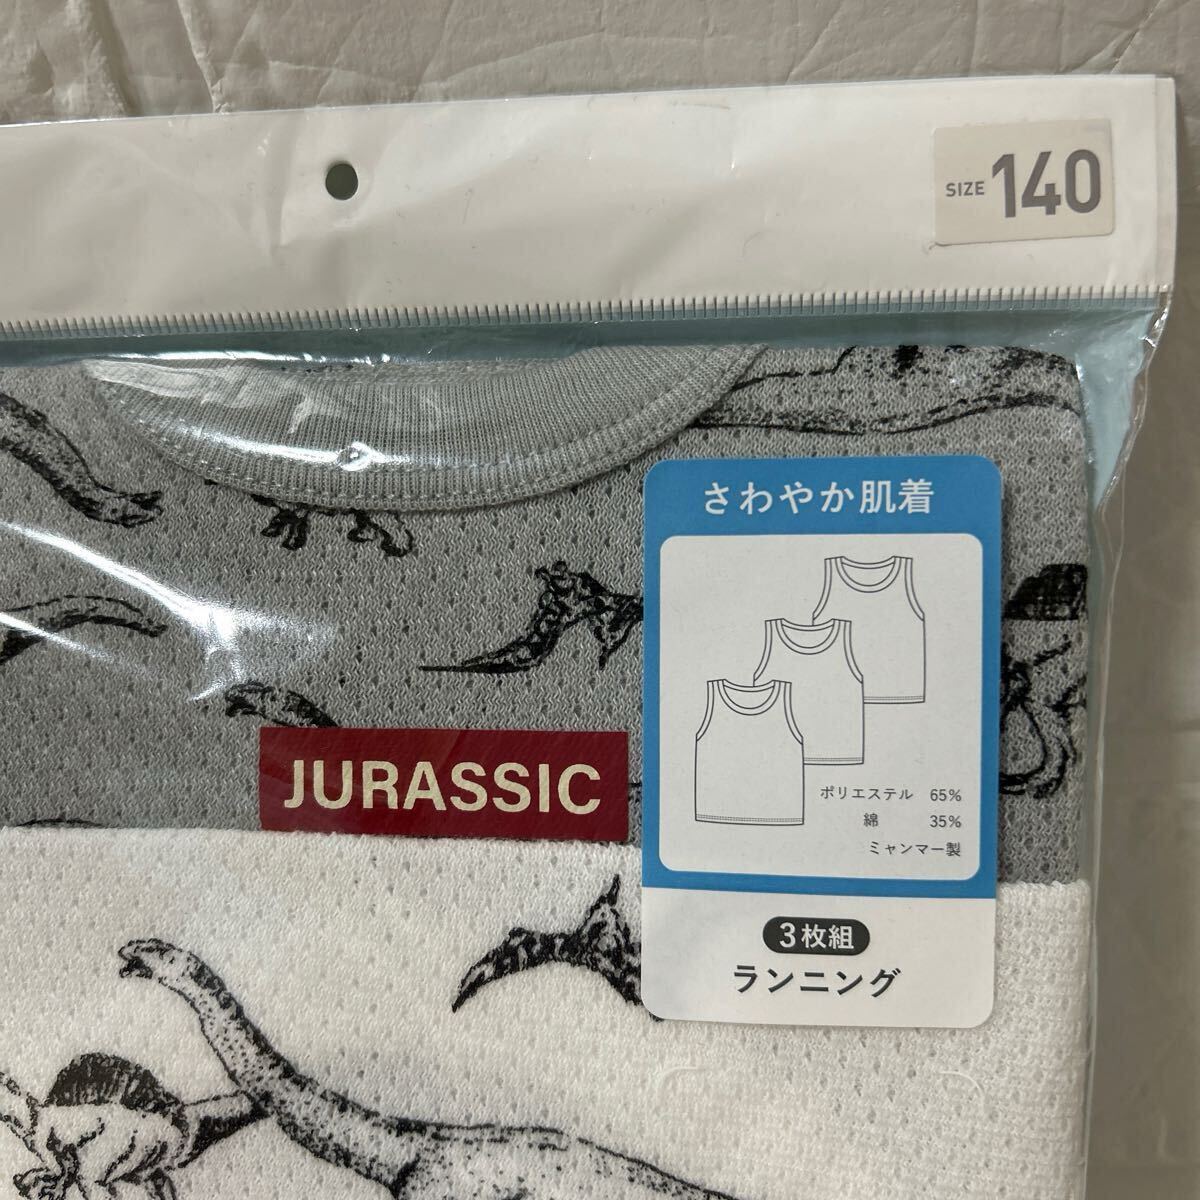 SIZE 140
さわやか肌着
ポリエステル 65%
綿 35%
ミャンマー製
JURASSIC
3枚組
ランニング